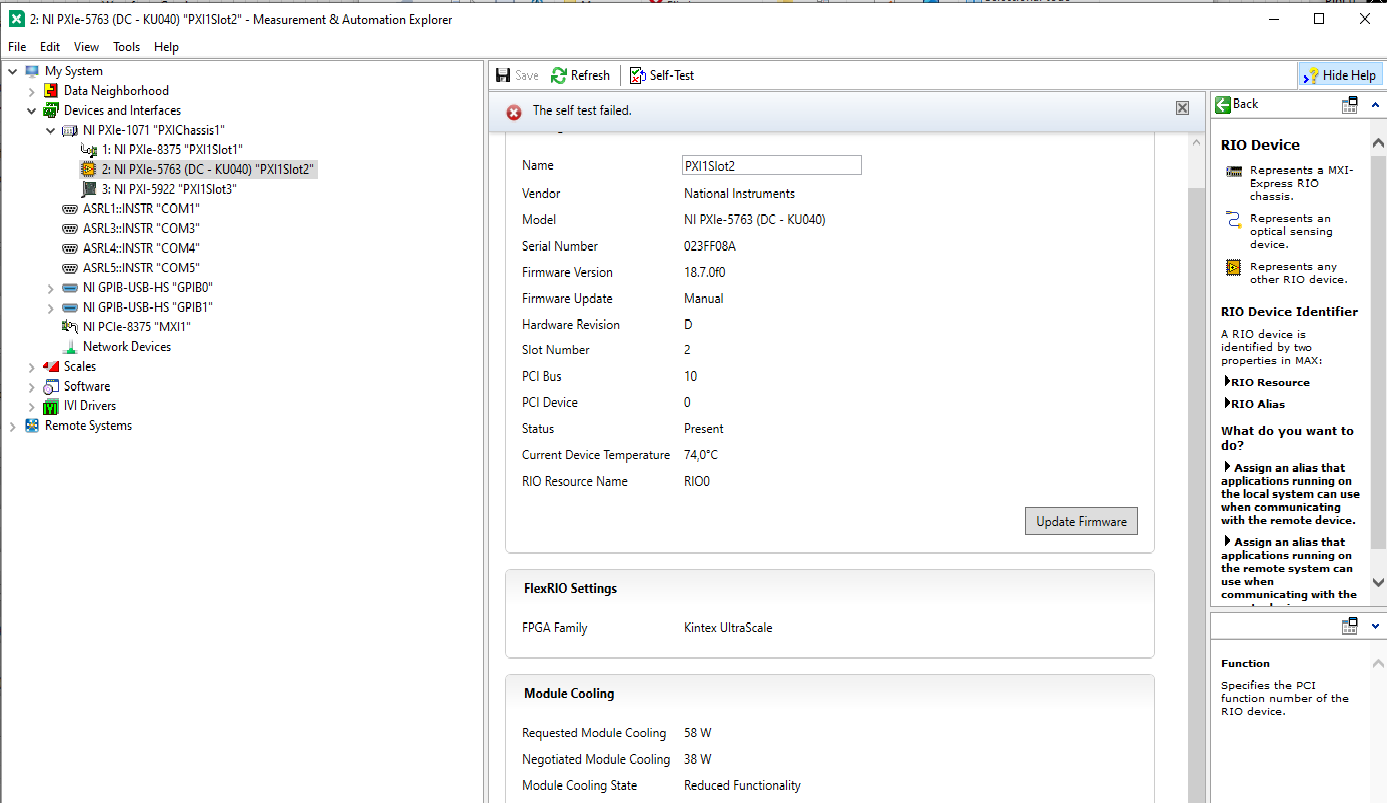 2: NI PXIe-5763 (DC - KU040) "PXI1Slot2" - Measurement & Automation Explorer
File Edit View Tools Help
My System
Data Neighborhood
Devices and Interfaces
NI PXIe-1071 "PXIChassis1"
1: NI PXIe-8375 "PXI1Slot1"
2: NI PXIe-5763 (DC - KU040) "PXI1Slot2"
3: NI PXI-5922 "PXI1Slot3"
ASRL1::INSTR "COM1"
ASRL3::INSTR "COM3"
ASRL4::INSTR "COM4"
ASRL5::INSTR "COM5"
NI GPIB-USB-HS "GPIB0"
NI GPIB-USB-HS "GPIB1"
NI PCIe-8375 "MXI1"
Network Devices
Scales
Software
IVI Drivers
Remote Systems
Save Refresh Self-Test
Hide Help
The self test failed.
Name PXI1Slot2
Vendor National Instruments
Model NI PXIe-5763 (DC - KU040)
Serial Number 023FF08A
Firmware Version 18.7.0f0
Firmware Update Manual
Hardware Revision D
Slot Number 2
PCI Bus 10
PCI Device 0
Status Present
Current Device Temperature 74,0°C
RIO Resource Name RIO0
Update Firmware
FlexRIO Settings
FPGA Family Kintex UltraScale
Module Cooling
Requested Module Cooling 58 W
Negotiated Module Cooling 38 W
Module Cooling State Reduced Functionality
Back
RIO Device
Represents a MXI-
Express RIO
chassis.
Represents an
optical sensing
device.
Represents any
other RIO device.
RIO Device Identifier
A RIO device is
identified by two
properties in MAX:
RIO Resource
RIO Alias
What do you want to
do?
Assign an alias that
applications running on
the local system can use
when communicating
with the remote device.
Assign an alias that
applications running on
the remote system can
use when
communicating with the
Function
Specifies the PCI
function number of the
RIO device.